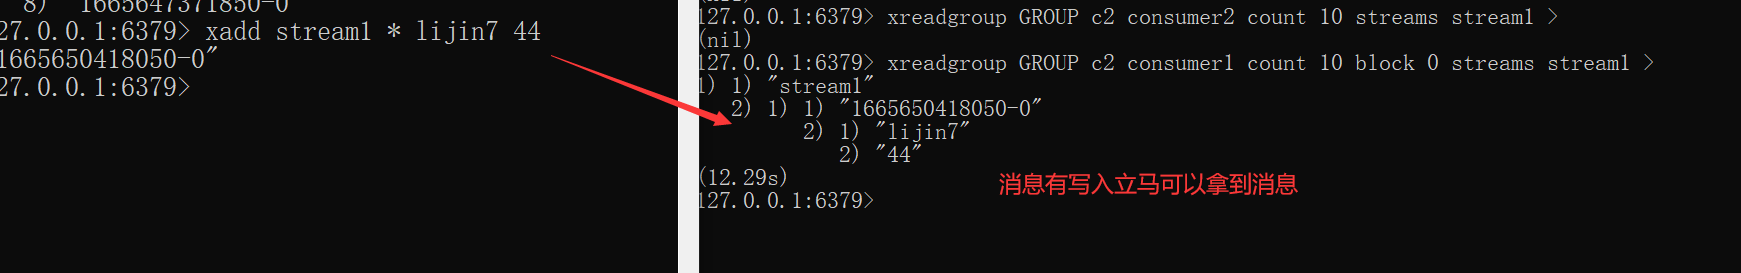 8)  1665647371850-0
27.0.0.1:6379> xadd stream1 * lijin7 44
1665650418050-0"
27.0.0.1:6379>
127.0.0.1:6379> xreadgroup GROUP c2 consumer2 count 10 streams stream1 >
(nil)
127.0.0.1:6379> xreadgroup GROUP c2 consumer1 count 10 block 0 streams stream1 >
1) 1) "stream1"
2) 1) 1) "1665650418050-0"
2) 1) "lijin7"
2) "44"
(12.29s)
消息有写入立马可以拿到消息
127.0.0.1:6379>